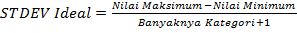 STDEV Ideal = Nilai Maksimum−Nilai Minimum
Banyaknya Kategori+1